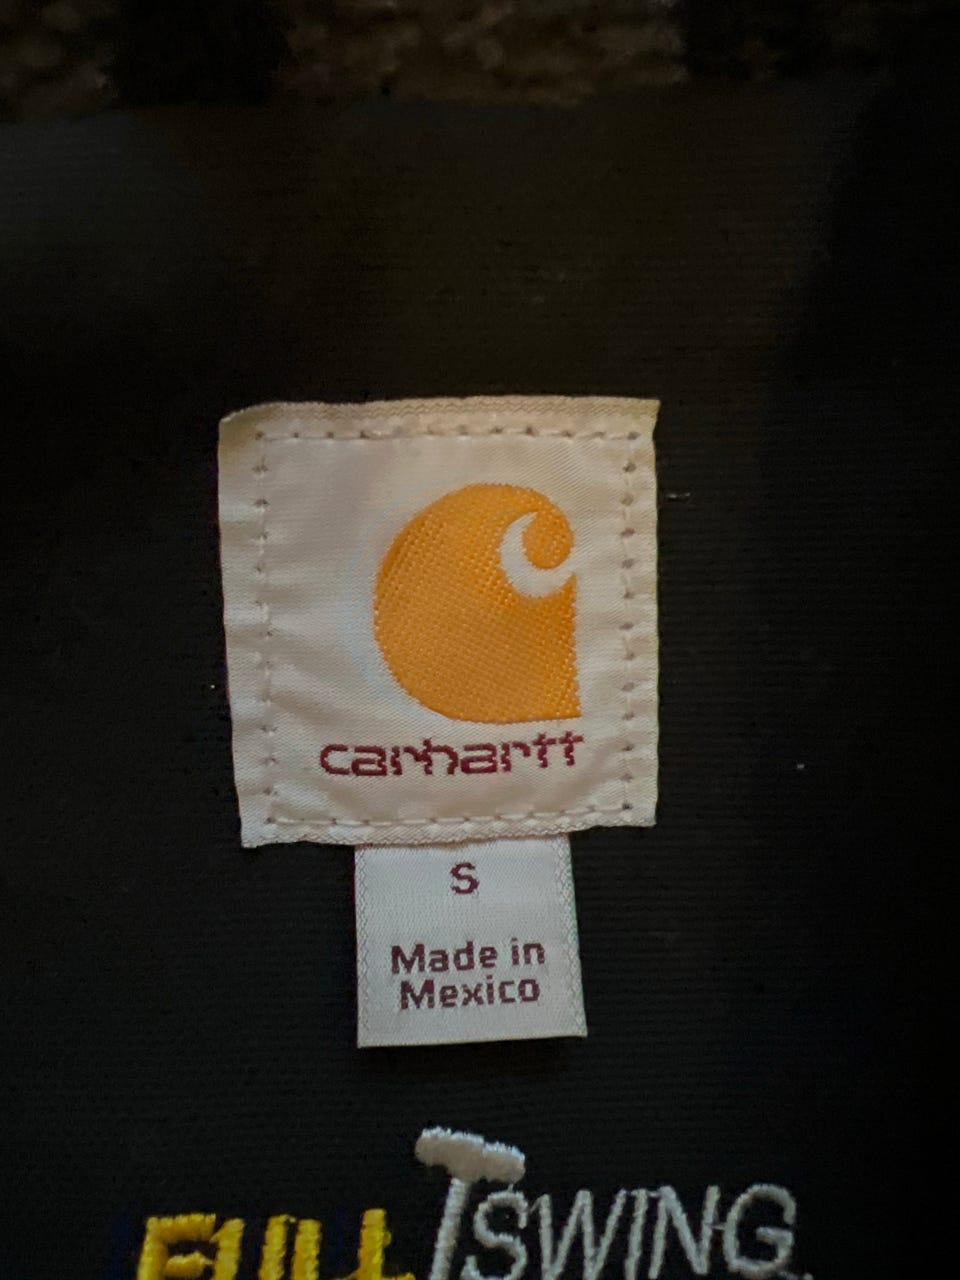 carhartt
S
Made in
Mexico
FULL SWING